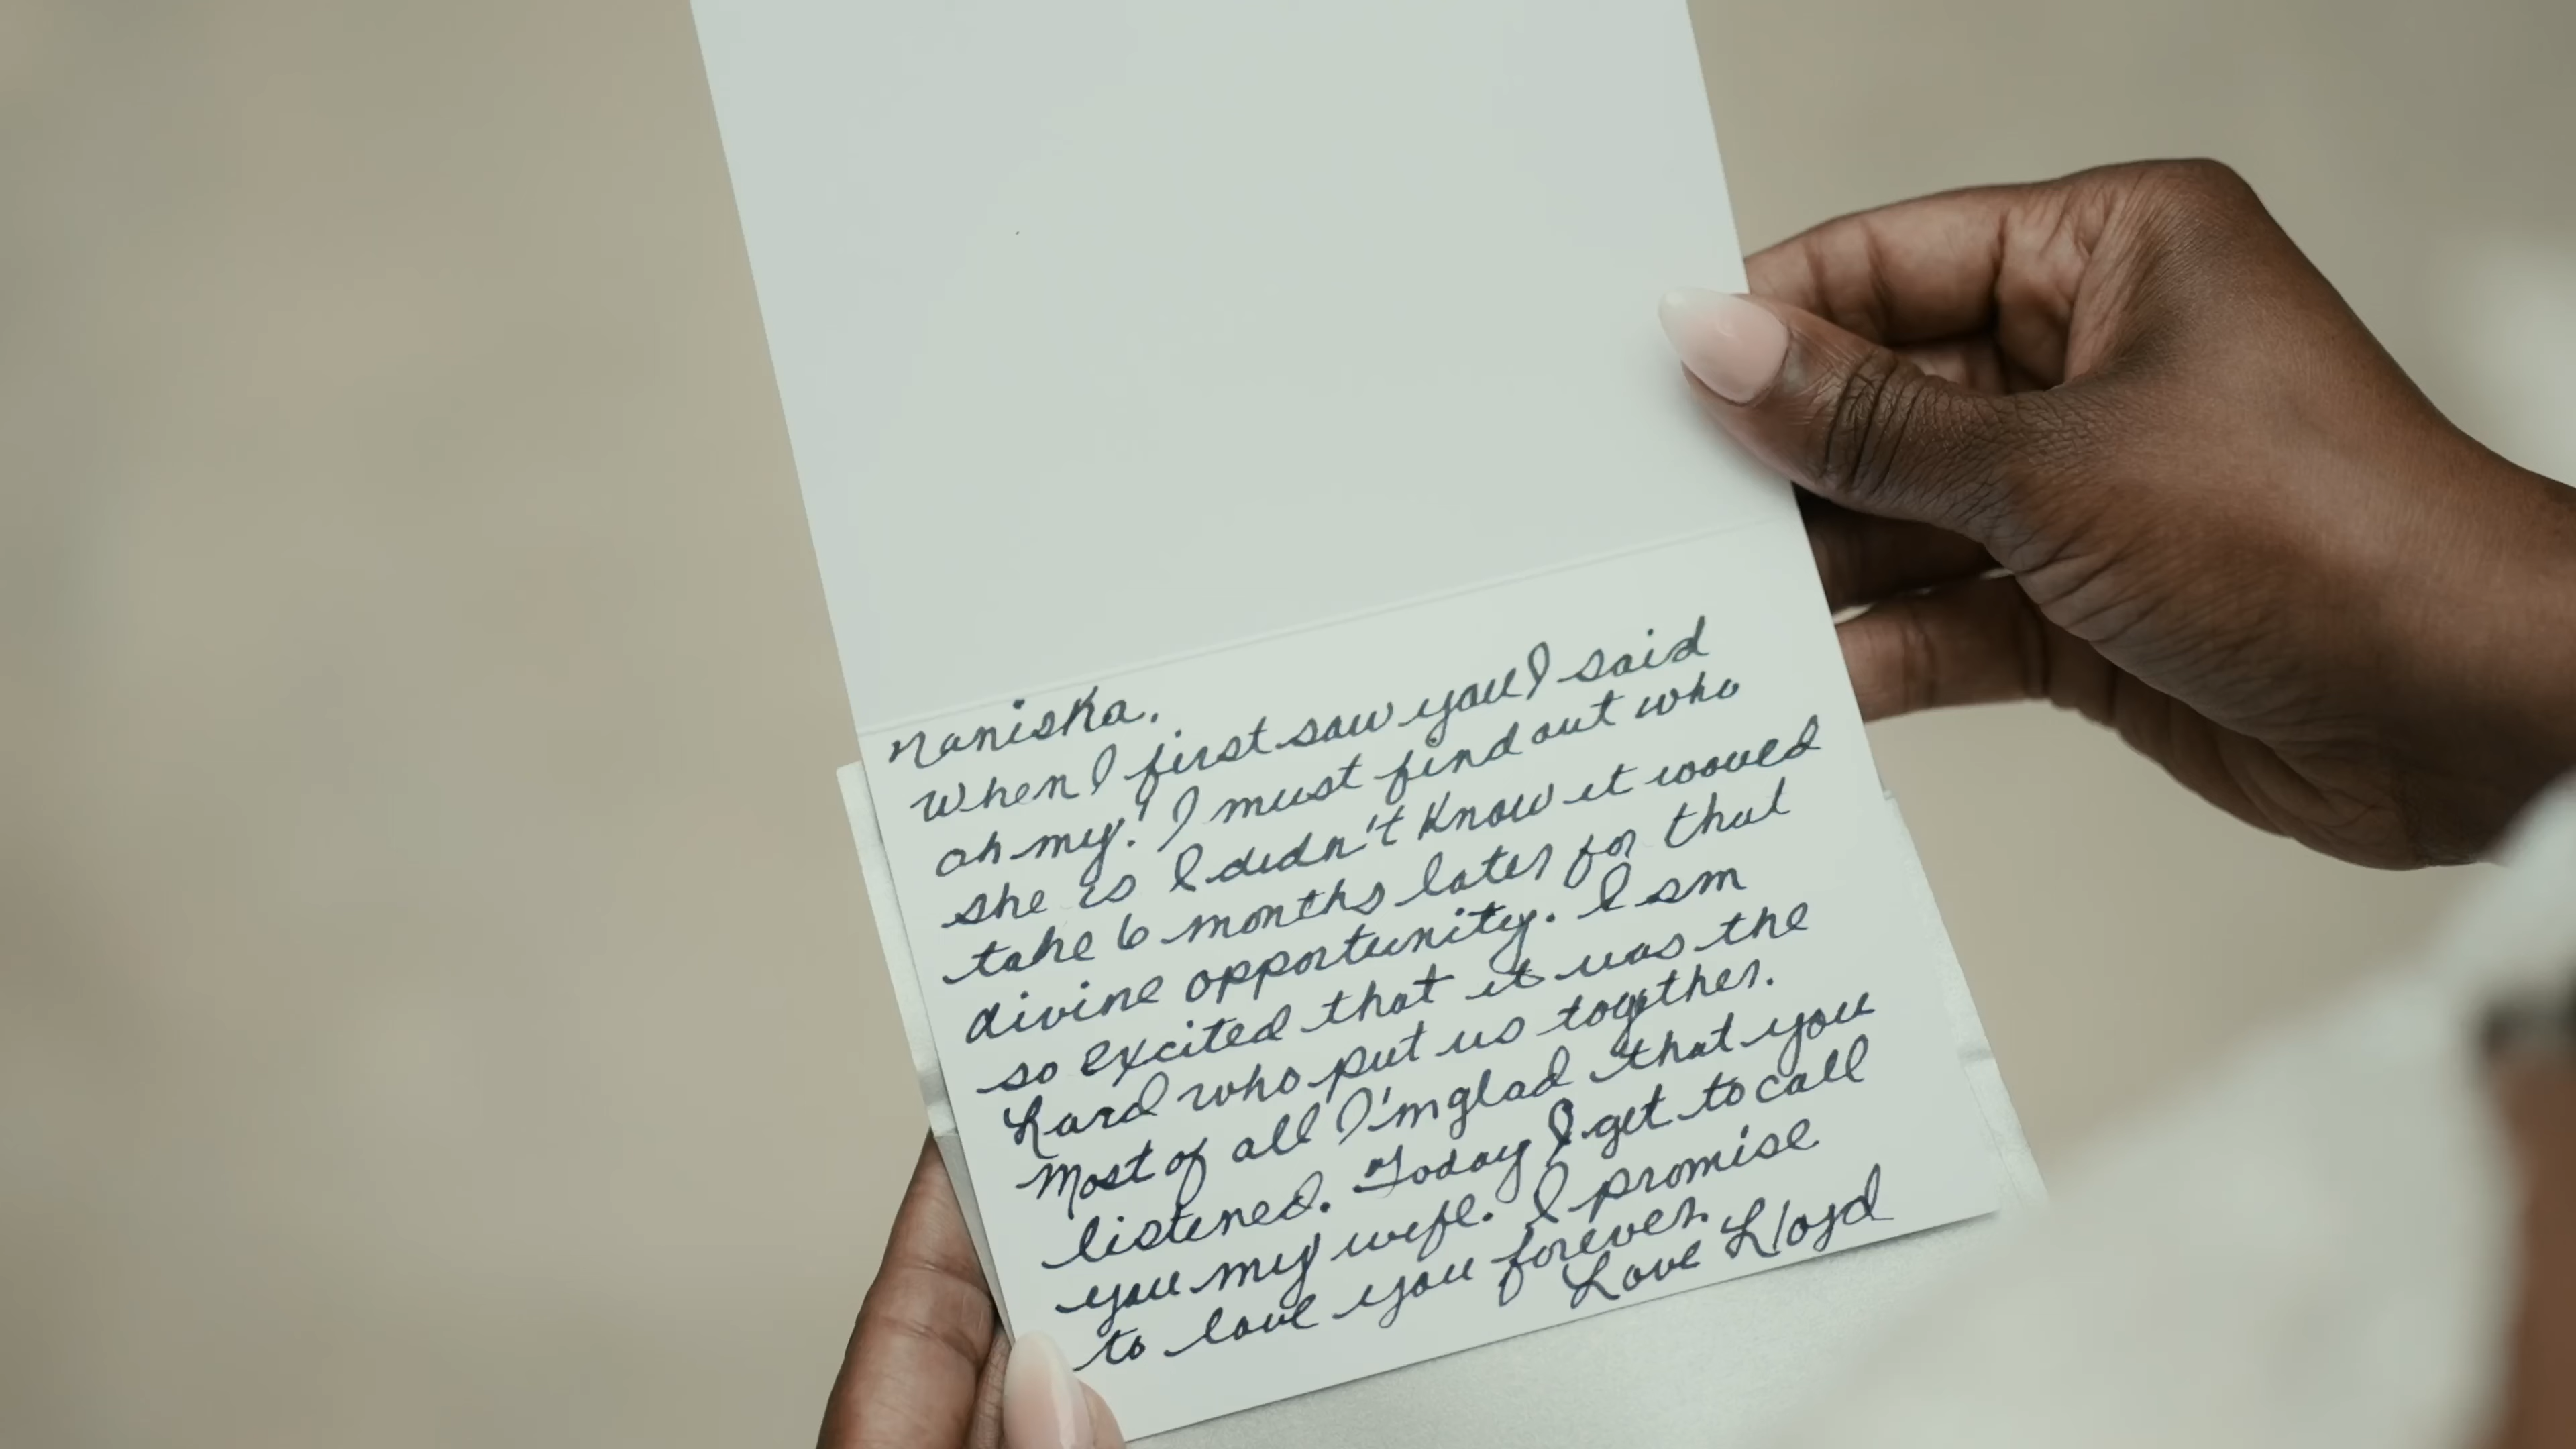 Naniska,
When I first saw you I said
oh my! I must find out who
she is I didn't know it wooued
take 6 months later for that
divine opportunity. I am
so excited that it was the
Lord who put us together.
Most of all I'm glad that you
listened. Today I get to call
you my wife. I promise
to love you forever.
Love Lloyd